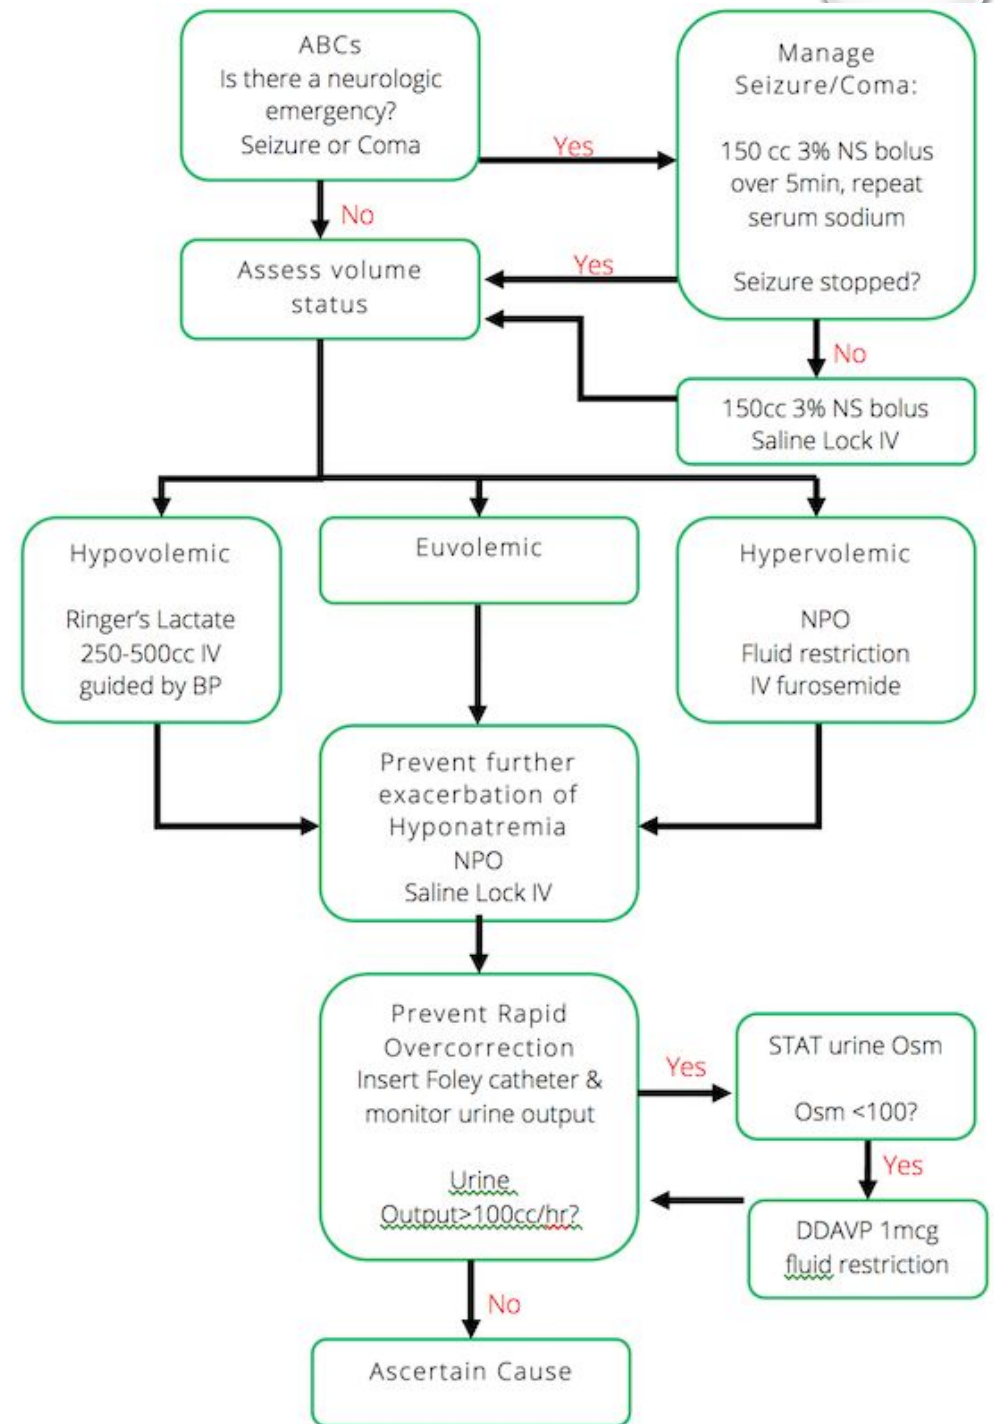 ABCs
Is there a neurologic
emergency?
Seizure or Coma
Yes
Manage
Seizure/Coma:
150 cc 3% NS bolus
over 5min, repeat
serum sodium
Seizure stopped?
No
Yes
Assess volume
status
No
150cc 3% NS bolus
Saline Lock IV
Hypovolemic
Ringer's Lactate
250-500cc IV
guided by BP
Euvolemic
Hypervolemic
NPO
Fluid restriction
IV furosemide
Prevent further
exacerbation of
Hyponatremia
NPO
Saline Lock IV
Prevent Rapid
Overcorrection
Insert Foley catheter &
monitor urine output
Urine
Output>100cc/hr?
Yes
STAT urine Osm
Osm <100?
Yes
DDAVP 1mcg
fluid restriction
No
Ascertain Cause